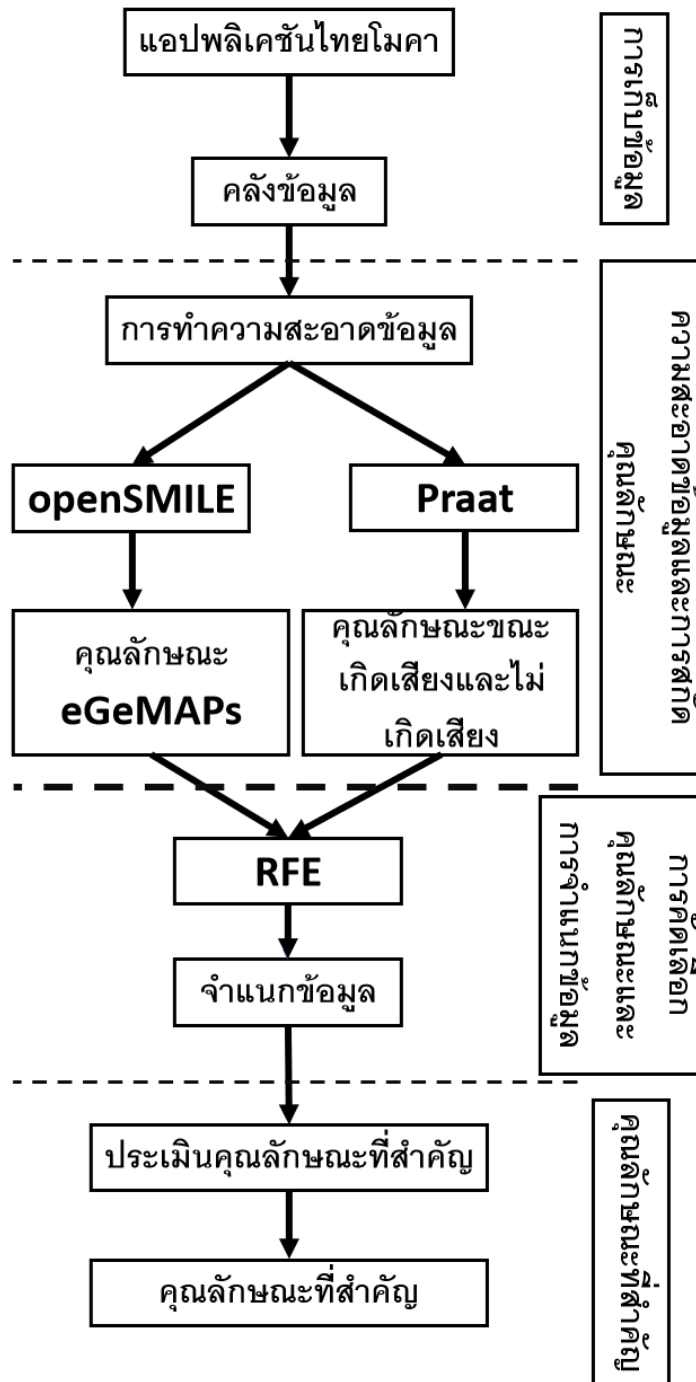 แอปพลิเคชันไทยโมคา
การเก็บข้อมูล
คลังข้อมูล
การทำความสะอาดข้อมูล
ความสะอาดข้อมูลและการสกัด
คุณลักษณะ
openSMILE
Praat
คุณลักษณะ
eGeMAPs
คุณลักษณะขณะ
เกิดเสียงและไม่
เกิดเสียง
RFE
จำแนกข้อมูล
การคัดเลือก
คุณลักษณะและ
การจำแนกข้อมูล
ประเมินคุณลักษณะที่สำคัญ
คุณลักษณะที่สำคัญ
คุณลักษณะที่สำคัญ